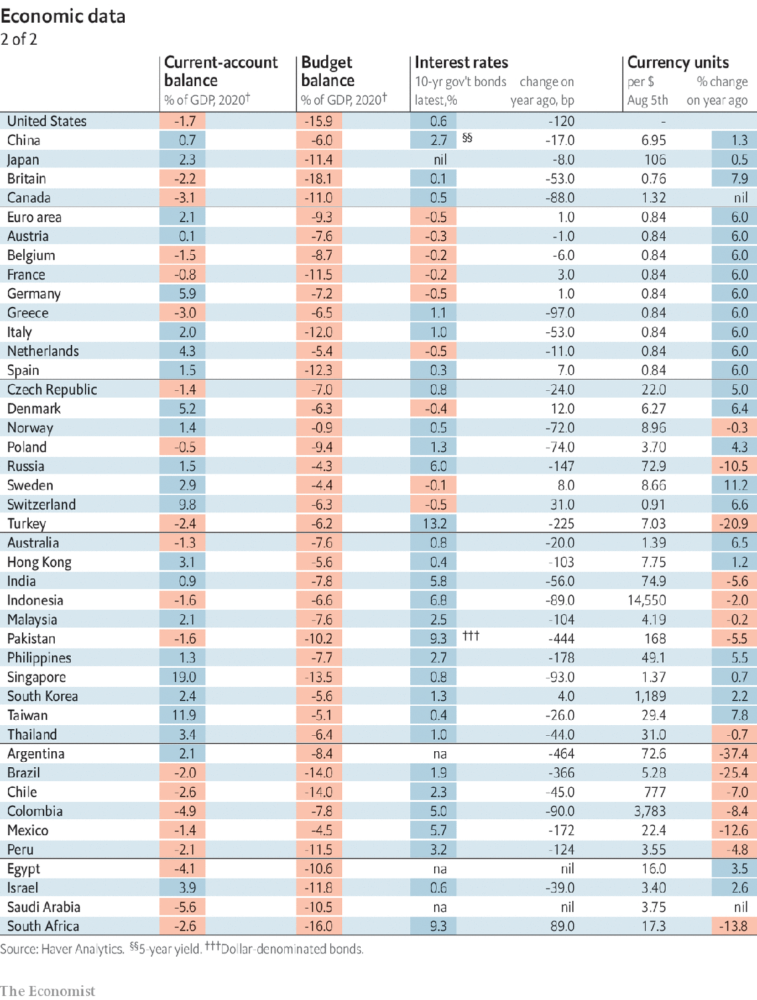 Economic data
2 of 2
Current-account balance Budget balance Interest rates Currency units
% of GDP, 2020† % of GDP, 2020† 10-yr gov't bonds latest,% change on year ago, bp per $ Aug 5th % change on year ago
United States -1.7 -15.9 0.6 -120 -
China 0.7 -6.0 2.7 §§ -17.0 6.95 1.3
Japan 2.3 -11.4 nil -8.0 106 0.5
Britain -2.2 -18.1 0.1 -53.0 0.76 7.9
Canada -3.1 -11.0 0.5 -88.0 1.32 nil
Euro area 2.1 -9.3 -0.5 1.0 0.84 6.0
Austria 0.1 -7.6 -0.3 -1.0 0.84 6.0
Belgium -1.5 -8.7 -0.2 -6.0 0.84 6.0
France -0.8 -11.5 -0.2 3.0 0.84 6.0
Germany 5.9 -7.2 -0.5 1.0 0.84 6.0
Greece -3.0 -6.5 1.1 -97.0 0.84 6.0
Italy 2.0 -12.0 1.0 -53.0 0.84 6.0
Netherlands 4.3 -5.4 -0.5 -11.0 0.84 6.0
Spain 1.5 -12.3 0.3 7.0 0.84 6.0
Czech Republic -1.4 -7.0 0.8 -24.0 22.0 5.0
Denmark 5.2 -6.3 -0.4 12.0 6.27 6.4
Norway 1.4 -0.9 0.5 -72.0 8.96 -0.3
Poland -0.5 -9.4 1.3 -74.0 3.70 4.3
Russia 1.5 -4.3 6.0 -147 72.9 -10.5
Sweden 2.9 -4.4 -0.1 8.0 8.66 11.2
Switzerland 9.8 -6.3 -0.5 31.0 0.91 6.6
Turkey -2.4 -6.2 13.2 -225 7.03 -20.9
Australia -1.3 -7.6 0.8 -20.0 1.39 6.5
Hong Kong 3.1 -5.6 0.4 -103 7.75 1.2
India 0.9 -7.8 5.8 -56.0 74.9 -5.6
Indonesia -1.6 -6.6 6.8 -89.0 14,550 -2.0
Malaysia 2.1 -7.6 2.5 -104 4.19 -0.2
Pakistan -1.6 -10.2 9.3 ††† -444 168 -5.5
Philippines 1.3 -7.7 2.7 -178 49.1 5.5
Singapore 19.0 -13.5 0.8 -93.0 1.37 0.7
South Korea 2.4 -5.6 1.3 4.0 1,189 2.2
Taiwan 11.9 -5.1 0.4 -26.0 29.4 7.8
Thailand 3.4 -6.4 1.0 -44.0 31.0 -0.7
Argentina 2.1 -8.4 na -464 72.6 -37.4
Brazil -2.0 -14.0 1.9 -366 5.28 -25.4
Chile -2.6 -14.0 2.3 -45.0 777 -7.0
Colombia -4.9 -7.8 5.0 -90.0 3,783 -8.4
Mexico -1.4 -4.5 5.7 -172 22.4 -12.6
Peru -2.1 -11.5 3.2 -124 3.55 -4.8
Egypt -4.1 -10.6 na nil 16.0 3.5
Israel 3.9 -11.8 0.6 -39.0 3.40 2.6
Saudi Arabia -5.6 -10.5 na nil 3.75 nil
South Africa -2.6 -16.0 9.3 89.0 17.3 -13.8
Source: Haver Analytics. §§5-year yield. †††Dollar-denominated bonds.
The Economist